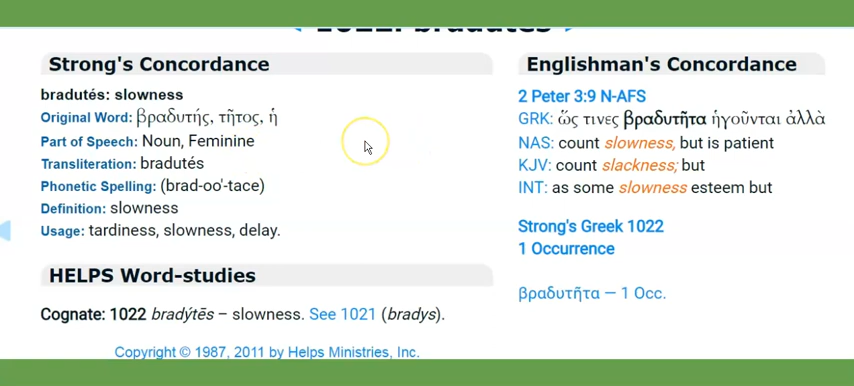 1022. bradutés
Strong's Concordance
bradutés: slowness
Original Word: βραδυτής, τῆτος, ἡ
Part of Speech: Noun, Feminine
Transliteration: bradutés
Phonetic Spelling: (brad-oo'-tace)
Definition: slowness
Usage: tardiness, slowness, delay.
HELPS Word-studies
Cognate: 1022 bradýtēs – slowness. See 1021 (bradys).
Copyright © 1987, 2011 by Helps Ministries, Inc.
Englishman's Concordance
2 Peter 3:9 N-AFS
GRK: ὥς τινες βραδυτῆτα ἡγοῦνται ἀλλὰ
NAS: count slowness, but is patient
KJV: count slackness; but
INT: as some slowness esteem but
Strong's Greek 1022
1 Occurrence
βραδυτῆτα — 1 Occ.